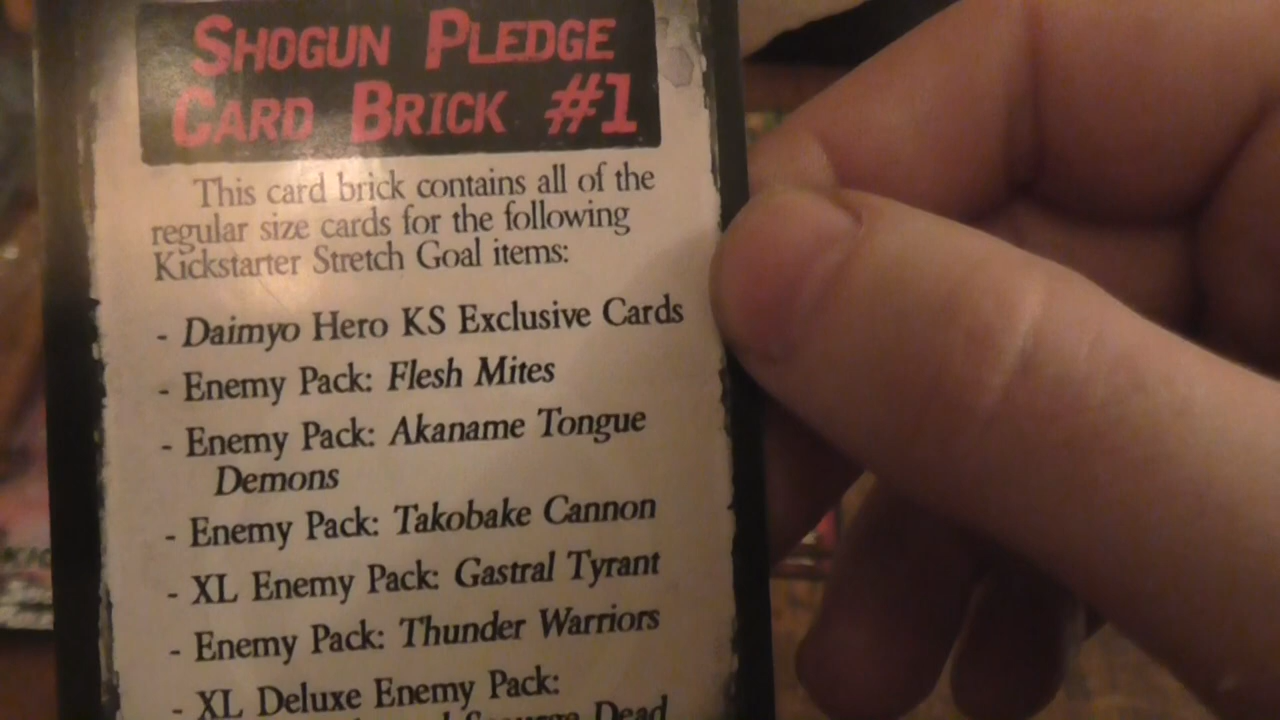 SHOGUN PLEDGE
CARD BRICK #1
This card brick contains all of the
regular size cards for the following
Kickstarter Stretch Goal items:
- Daimyo Hero KS Exclusive Cards
- Enemy Pack: Flesh Mites
- Enemy Pack: Akaname Tongue
Demons
- Enemy Pack: Takobake Cannon
- XL Enemy Pack: Gastral Tyrant
- Enemy Pack: Thunder Warriors
- XL Deluxe Enemy Pack:
Scourge Dead